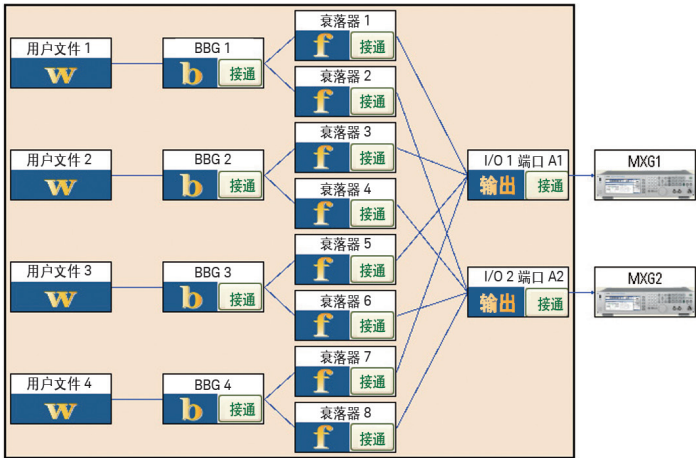 用户文件 1
w
BBG 1
b 接通
衰落器 1
f 接通
衰落器 2
f 接通
用户文件 2
w
BBG 2
b 接通
衰落器 3
f 接通
衰落器 4
f 接通
用户文件 3
w
BBG 3
b 接通
衰落器 5
f 接通
衰落器 6
f 接通
用户文件 4
w
BBG 4
b 接通
衰落器 7
f 接通
衰落器 8
f 接通
I/O 1 端口 A1
输出 接通
I/O 2 端口 A2
输出 接通
MXG1
MXG2